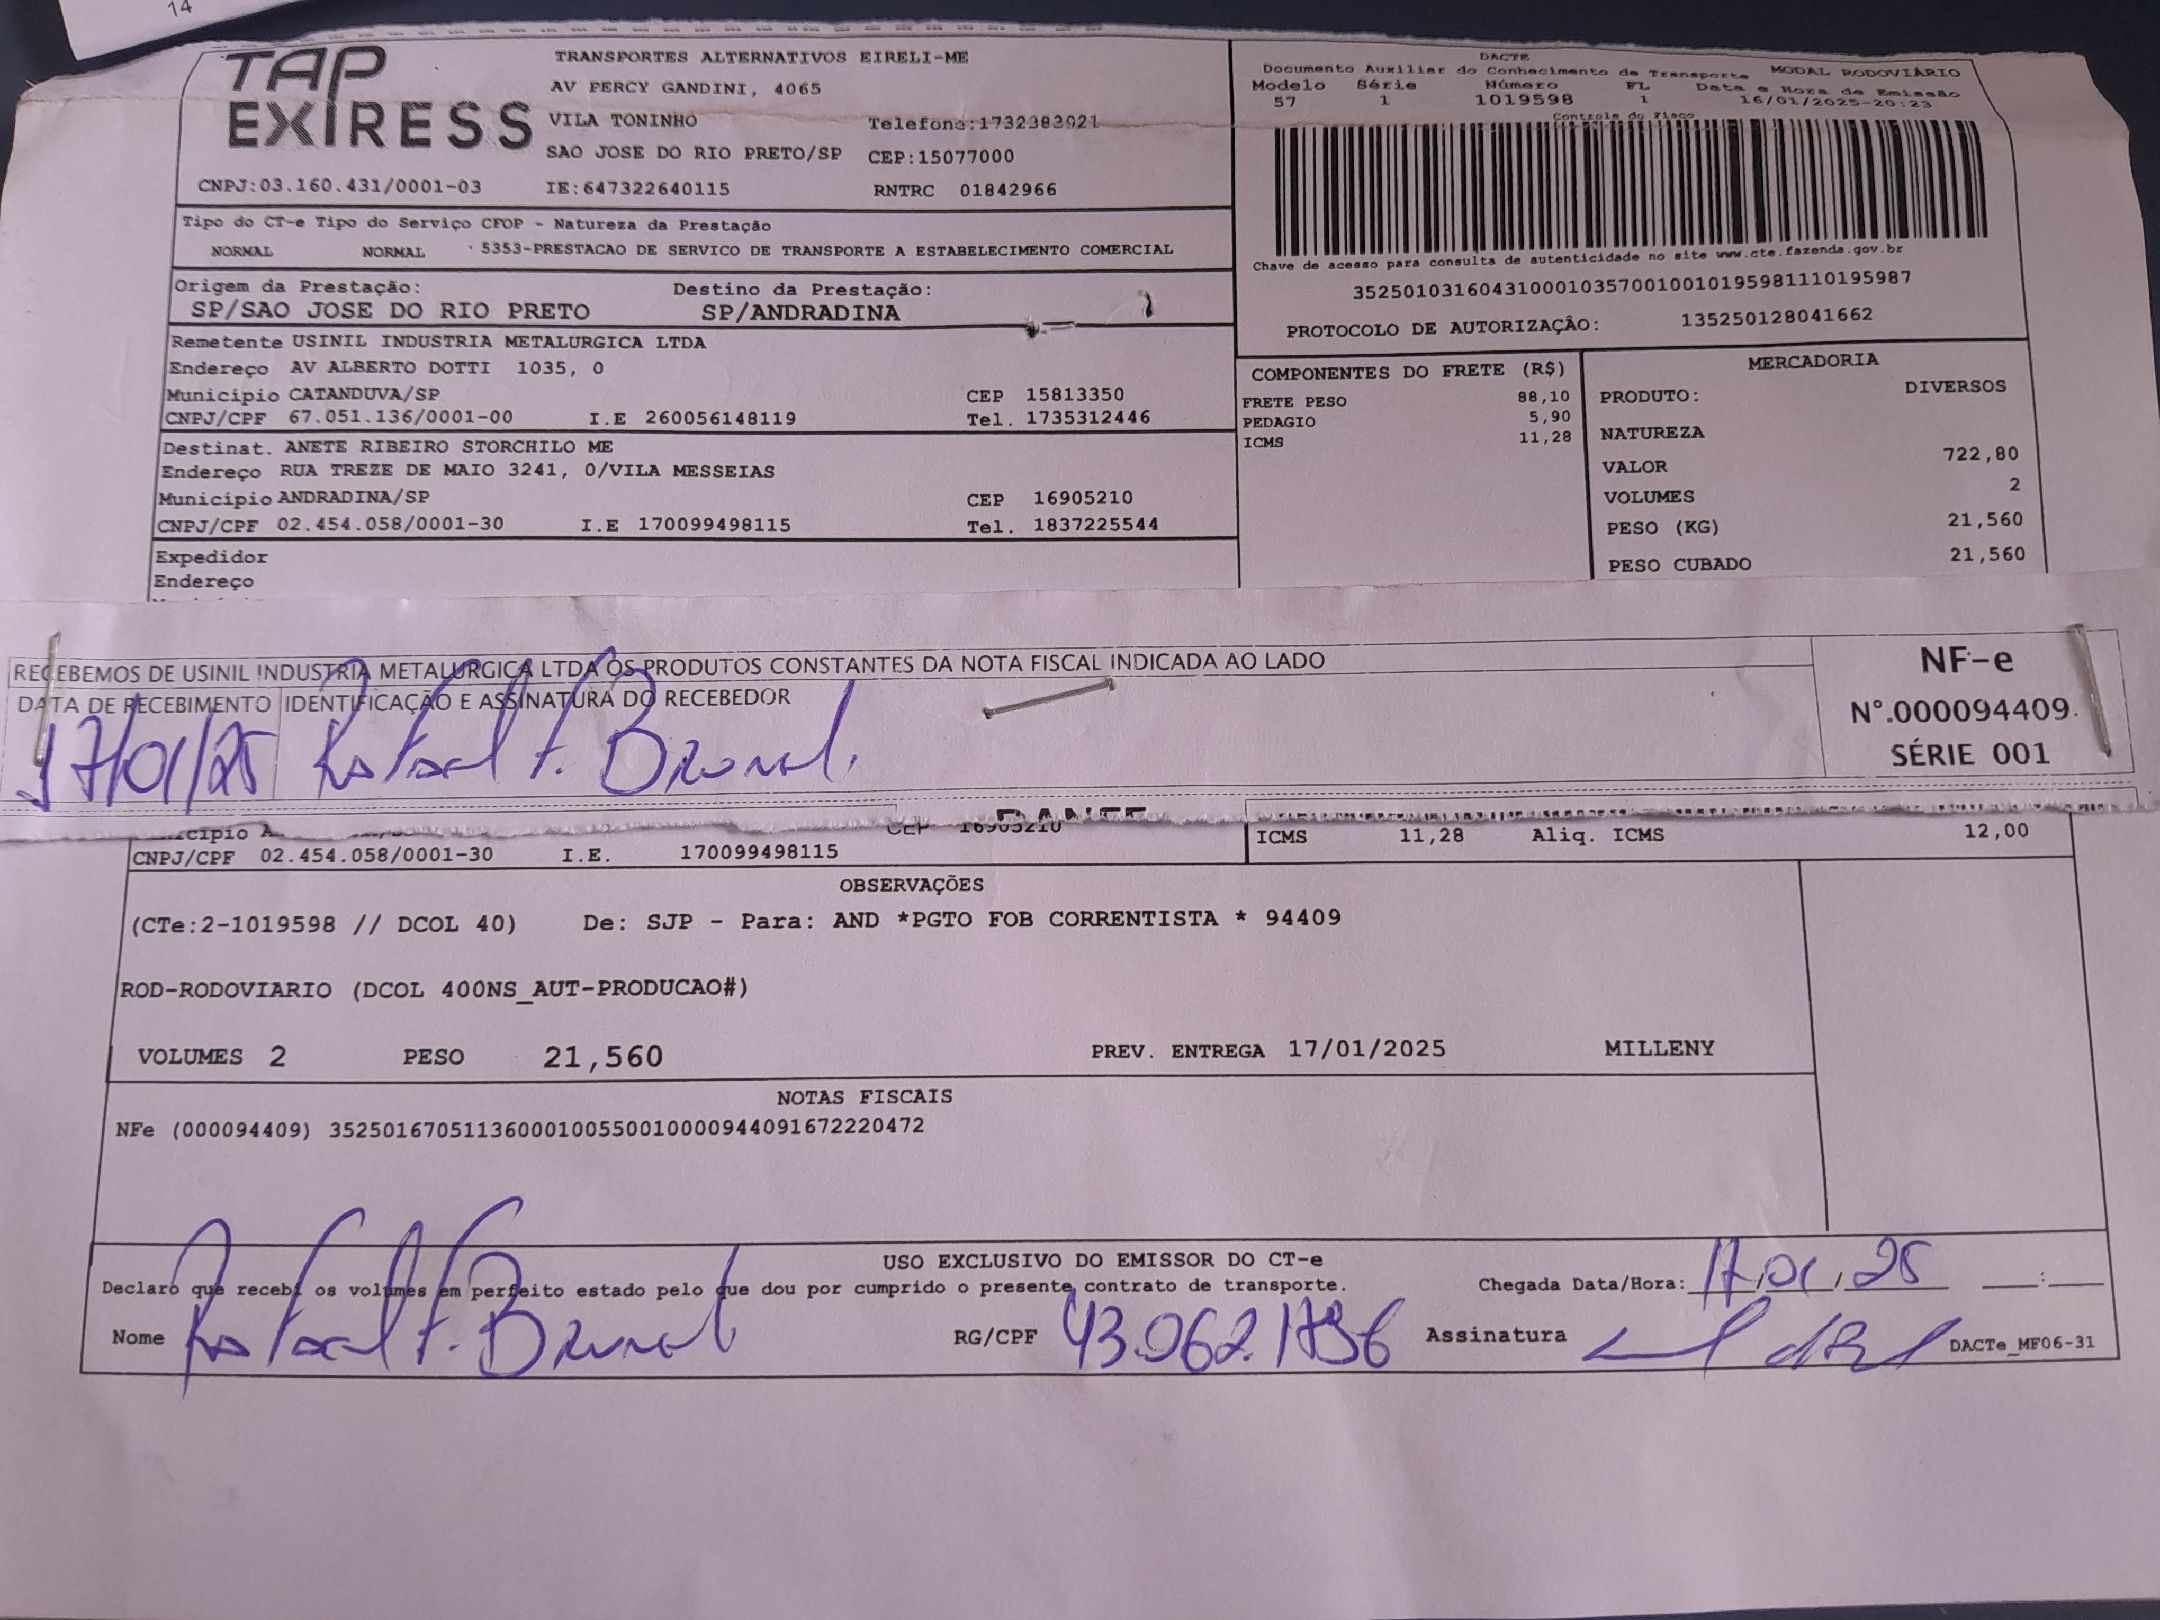 14
TAP
EXIRESS
TRANSPORTES ALTERNATIVOS EIRELI-ME
AV PERCY GANDINI, 4065
VILA TONINHO Telefone:1732383921
SAO JOSE DO RIO PRETO/SP CEP:15077000
CNPJ:03.160.431/0001-03 IE:647322640115 RNTRC 01842966
DACTE
Documento Auxiliar do Conhecimento de Transporte MODAL RODOVIÁRIO
Modelo Série Número FL Data e Hora de Emissão
57 1 1019598 1 16/01/2025-20:23
Controle do Fisco
Chave de acesso para consulta de autenticidade no site www.cte.fazenda.gov.br
35250103160431000103570010010195981110195987
PROTOCOLO DE AUTORIZAÇÃO: 135250128041662
Tipo do CT-e Tipo do Serviço CFOP - Natureza da Prestação
NORMAL NORMAL 5353-PRESTACAO DE SERVICO DE TRANSPORTE A ESTABELECIMENTO COMERCIAL
Origem da Prestação: Destino da Prestação:
SP/SAO JOSE DO RIO PRETO SP/ANDRADINA
Remetente USINIL INDUSTRIA METALURGICA LTDA
Endereço AV ALBERTO DOTTI 1035, 0
Município CATANDUVA/SP CEP 15813350
CNPJ/CPF 67.051.136/0001-00 I.E 260056148119 Tel. 1735312446
Destinat. ANETE RIBEIRO STORCHILO ME
Endereço RUA TREZE DE MAIO 3241, 0/VILA MESSEIAS
Município ANDRADINA/SP CEP 16905210
CNPJ/CPF 02.454.058/0001-30 I.E 170099498115 Tel. 1837225544
Expedidor
Endereço
COMPONENTES DO FRETE (R$)
FRETE PESO 88,10
PEDAGIO 5,90
ICMS 11,28
MERCADORIA
PRODUTO: DIVERSOS
NATUREZA
VALOR 722,80
VOLUMES 2
PESO (KG) 21,560
PESO CUBADO 21,560
RECEBEMOS DE USINIL INDUSTRIA METALURGICA LTDA OS PRODUTOS CONSTANTES DA NOTA FISCAL INDICADA AO LADO
DATA DE RECEBIMENTO IDENTIFICAÇÃO E ASSINATURA DO RECEBEDOR
17/01/25 Rafael F.
NF-e
N°.000094409
SÉRIE 001
DANFE
CEP 16905210
CNPJ/CPF 02.454.058/0001-30 I.E. 170099498115
ICMS 11,28 Aliq. ICMS 12,00
OBSERVAÇÕES
(CTe:2-1019598 // DCOL 40) De: SJP - Para: AND *PGTO FOB CORRENTISTA * 94409
ROD-RODOVIARIO (DCOL 400NS_AUT-PRODUCAO#)
VOLUMES 2 PESO 21,560 PREV. ENTREGA 17/01/2025 MILLENY
NOTAS FISCAIS
NFe (000094409) 35250167051136000100550010000944091672220472
USO EXCLUSIVO DO EMISSOR DO CT-e
Declaro que recebi os volumes em perfeito estado pelo que dou por cumprido o presente contrato de transporte. Chegada Data/Hora: 17/01/25 __:__
Nome Rafael F. RG/CPF 43.062.1736 Assinatura DACTe_MF06-31